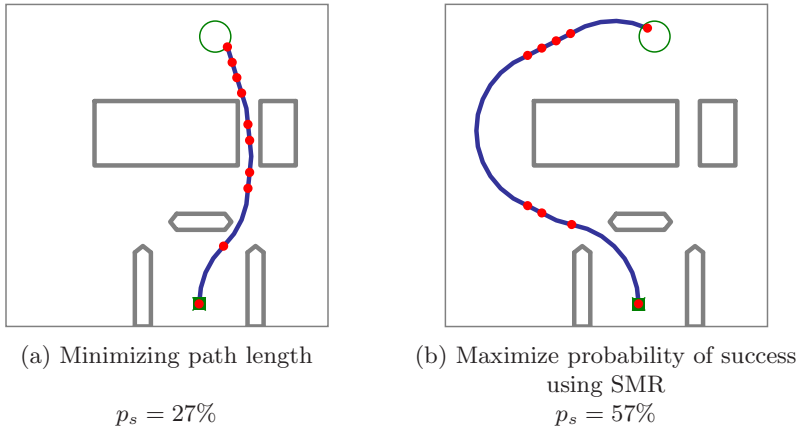 (a) Minimizing path length
p_s = 27%
(b) Maximize probability of success
using SMR
p_s = 57%